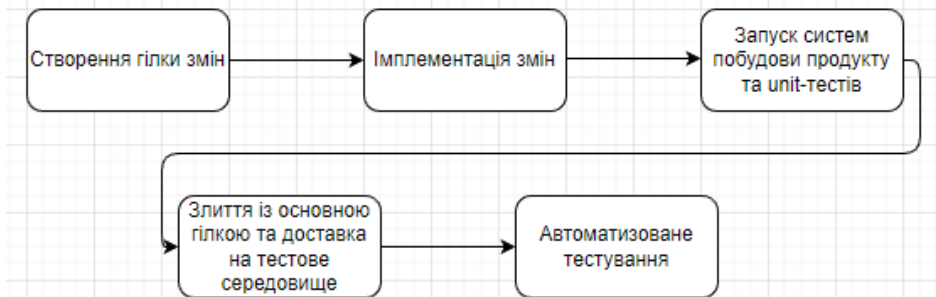 Створення гілки змін
Імплементація змін
Запуск систем
побудови продукту
та unit-тестів
Злиття із основною
гілкою та доставка
на тестове
середовище
Автоматизоване
тестування